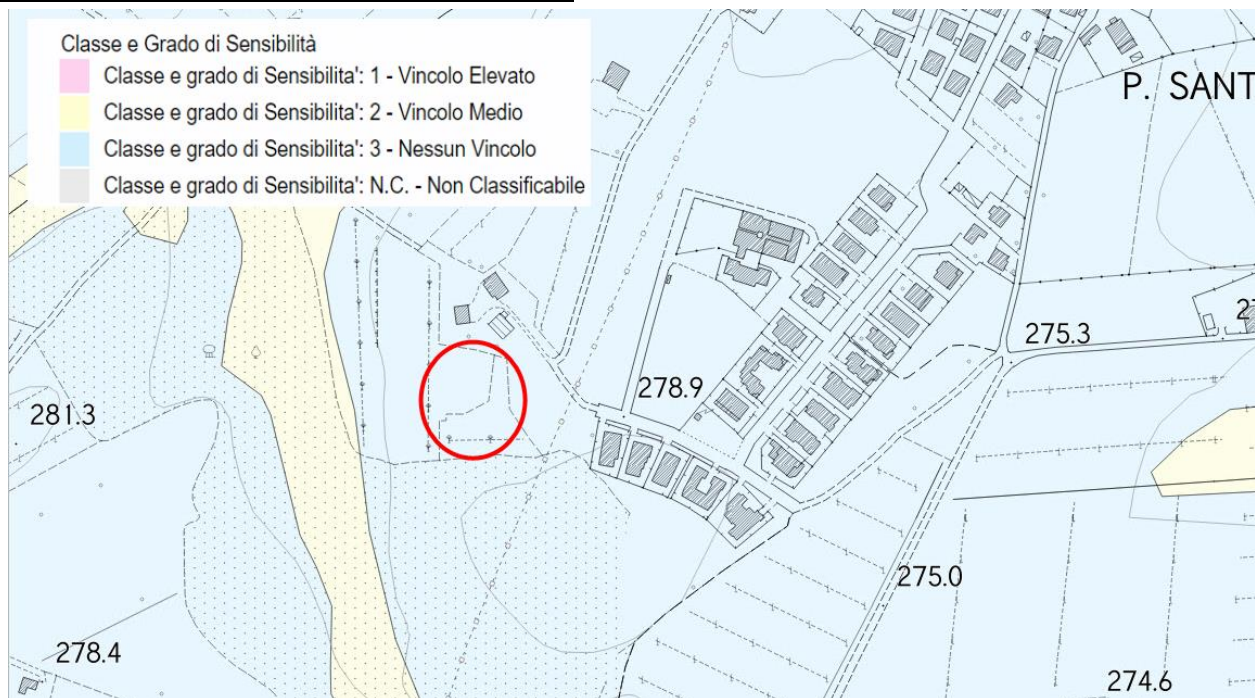 Classe e Grado di Sensibilità
Classe e grado di Sensibilita': 1 - Vincolo Elevato
Classe e grado di Sensibilita': 2 - Vincolo Medio
Classe e grado di Sensibilita': 3 - Nessun Vincolo
Classe e grado di Sensibilita': N.C. - Non Classificabile
P. SANT
27
275.3
278.9
281.3
275.0
278.4
274.6